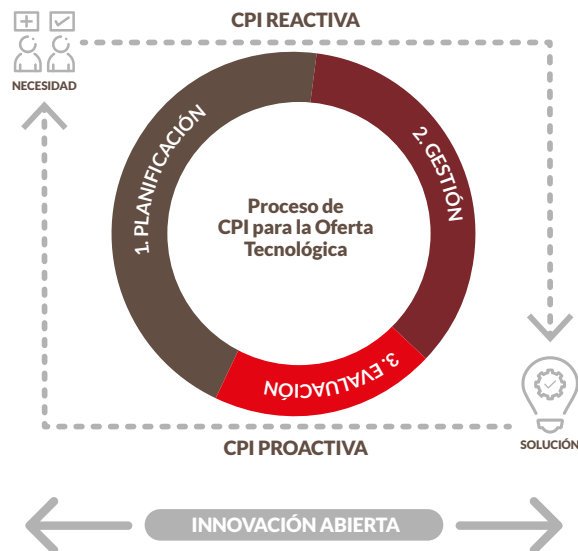 CPI REACTIVA
NECESIDAD
1. PLANIFICACIÓN
2. GESTIÓN
Proceso de
CPI para la Oferta
Tecnológica
3. EVALUACIÓN
CPI PROACTIVA
SOLUCIÓN
INNOVACIÓN ABIERTA